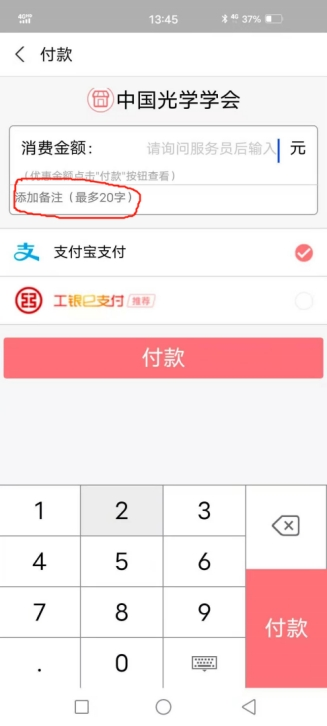 4G 13:45 4G 37%
付款
中国光学学会
消费金额： 请询问服务员后输入 元
（优惠金额点击"付款"按钮查看）
添加备注（最多20字）
支付宝支付
工银e支付 推荐
付款
1 2 3
4 5 6
7 8 9
付款
. 0